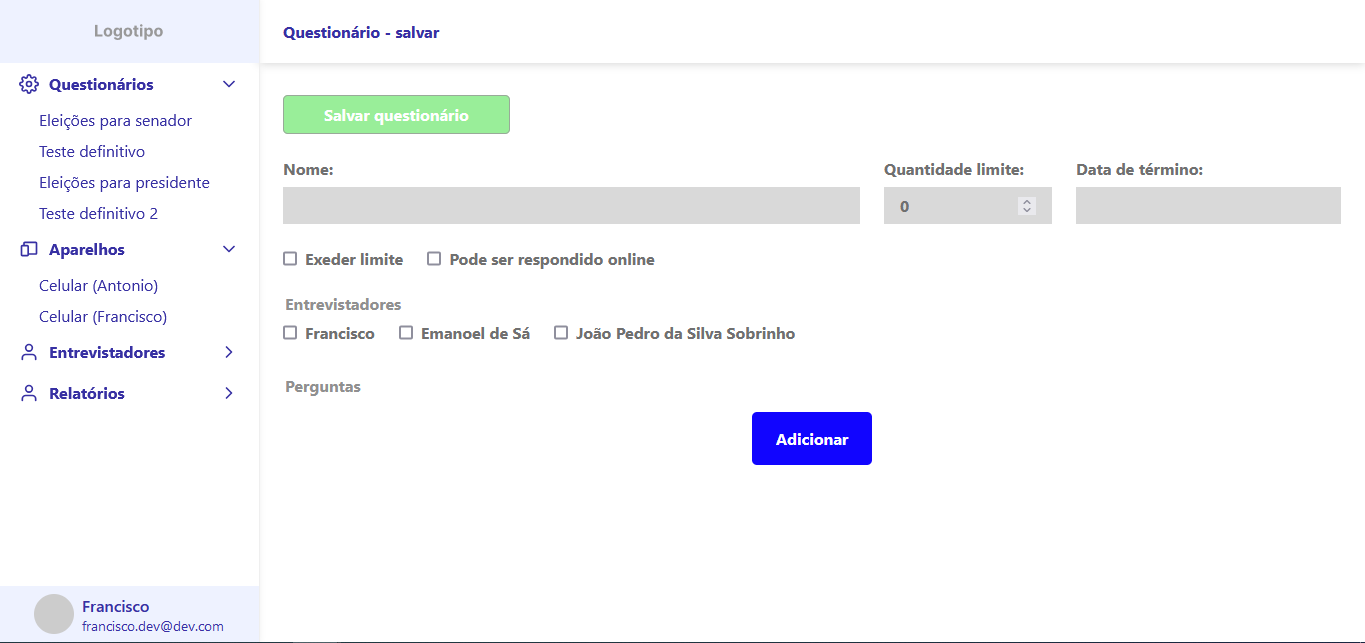 Logotipo
Questionário - salvar
Questionários
Eleições para senador
Teste definitivo
Eleições para presidente
Teste definitivo 2
Aparelhos
Celular (Antonio)
Celular (Francisco)
Entrevistadores
Relatórios
Francisco
francisco.dev@dev.com
Salvar questionário
Nome: Quantidade limite: Data de término:
0
Exeder limite Pode ser respondido online
Entrevistadores
Francisco Emanoel de Sá João Pedro da Silva Sobrinho
Perguntas
Adicionar